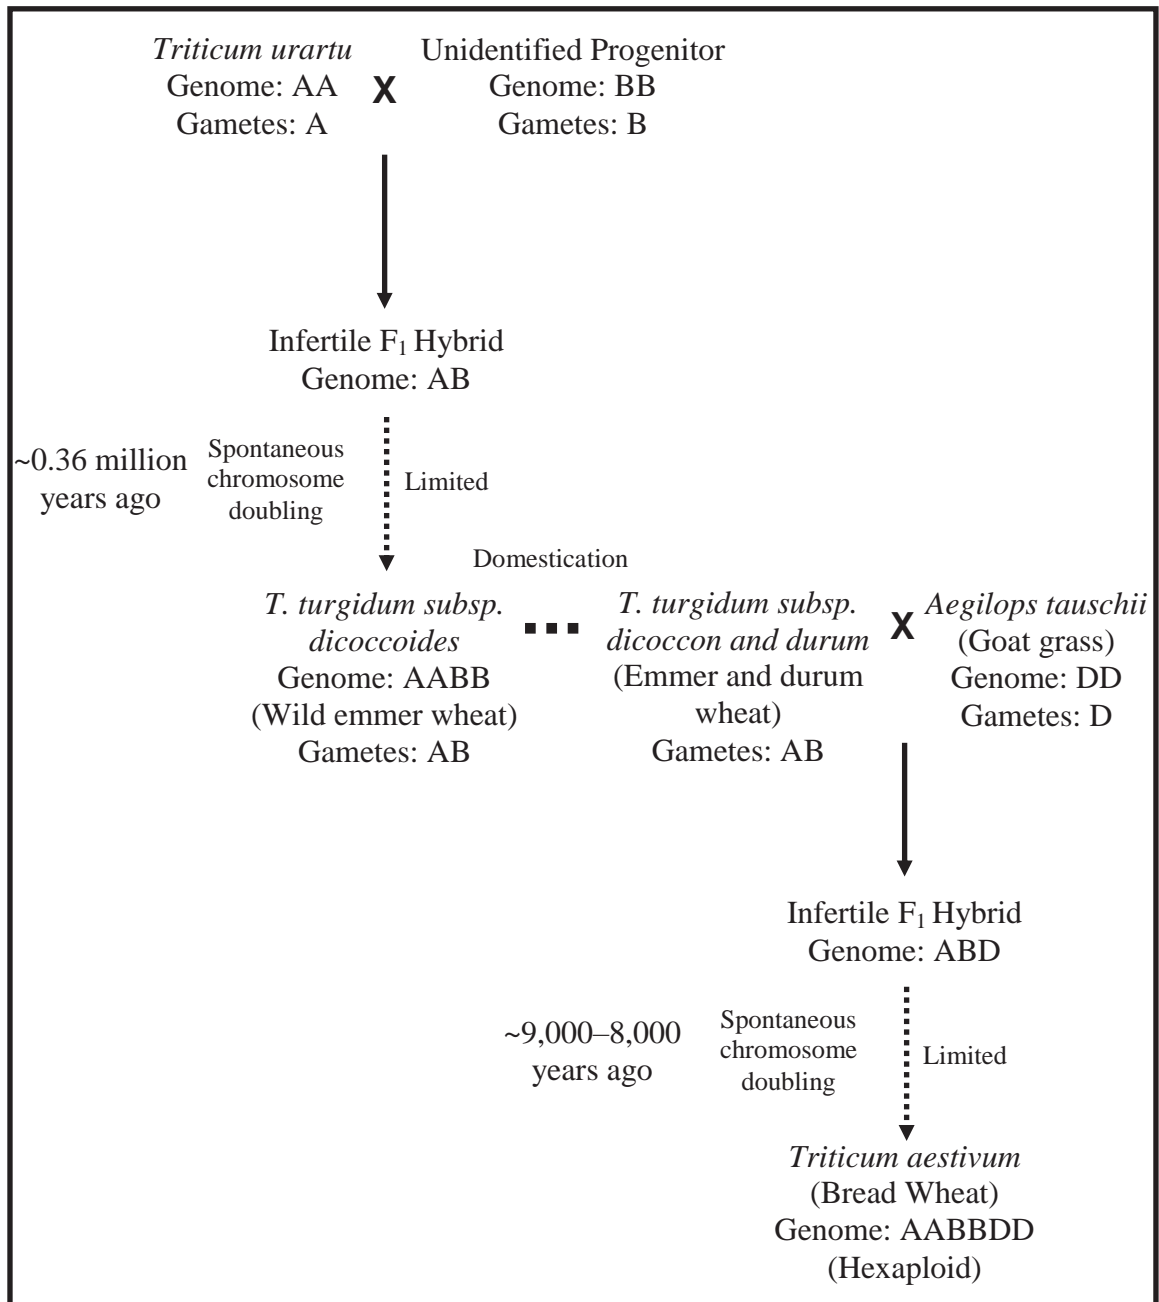 Triticum urartu
Genome: AA
Gametes: A
X
Unidentified Progenitor
Genome: BB
Gametes: B
Infertile F1 Hybrid
Genome: AB
~0.36 million
years ago
Spontaneous
chromosome
doubling
Limited
Domestication
T. turgidum subsp.
dicoccoides
Genome: AABB
(Wild emmer wheat)
Gametes: AB
T. turgidum subsp.
dicoccon and durum
(Emmer and durum
wheat)
Gametes: AB
X
Aegilops tauschii
(Goat grass)
Genome: DD
Gametes: D
Infertile F1 Hybrid
Genome: ABD
~9,000–8,000
years ago
Spontaneous
chromosome
doubling
Limited
Triticum aestivum
(Bread Wheat)
Genome: AABBDD
(Hexaploid)